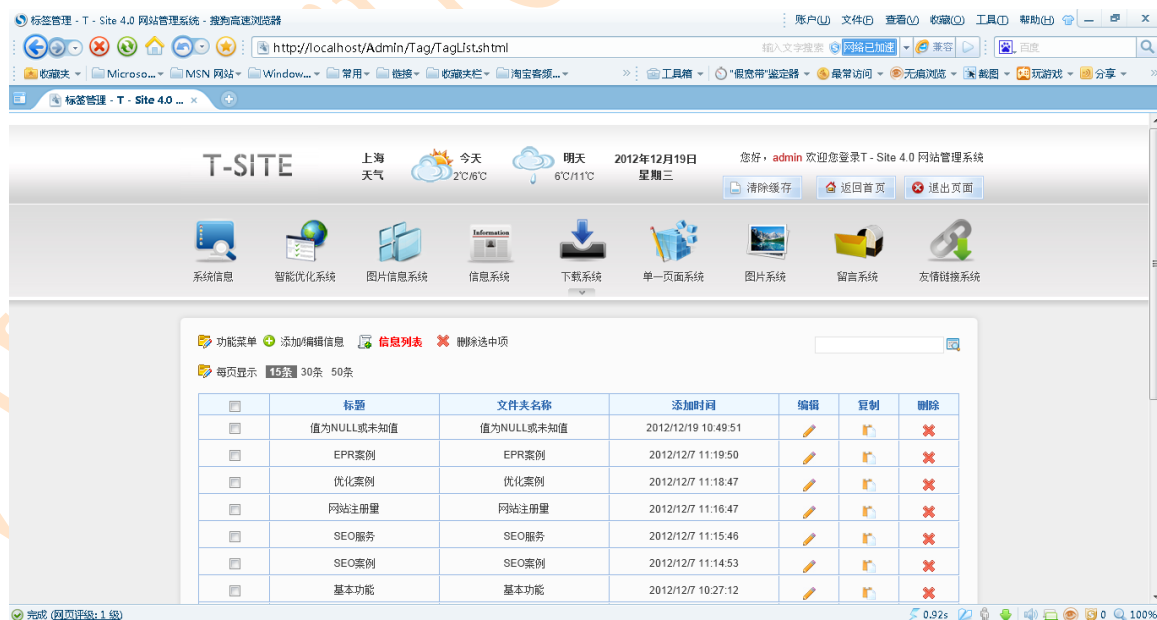 标签管理 - T - Site 4.0 网站管理系统 - 搜狗高速浏览器 账户(U) 文件(F) 查看(V) 收藏(O) 工具(T) 帮助(H)
http://localhost/Admin/Tag/TagList.shtml 输入文字搜索 网络已加速 兼容 百度
收藏夹 Microso... MSN 网站 Window... 常用 链接 收藏夹栏 淘宝客频... » 工具箱 "假宽带"鉴定器 最常访问 无痕浏览 截图 玩游戏 分享 »
标签管理 - T - Site 4.0 ... ×
T-SITE 上海 今天 明天 2012年12月19日 您好，admin 欢迎您登录T - Site 4.0 网站管理系统
天气 2℃/6℃ 6℃/11℃ 星期三
清除缓存 返回首页 退出页面
Information
系统信息 智能优化系统 图片信息系统 信息系统 下载系统 单一页面系统 图片系统 留言系统 友情链接系统
功能菜单 添加/编辑信息 信息列表 删除选中项
每页显示 15条 30条 50条
标题 文件夹名称 添加时间 编辑 复制 删除
值为NULL或未知值 值为NULL或未知值 2012/12/19 10:49:51
EPR案例 EPR案例 2012/12/7 11:19:50
优化案例 优化案例 2012/12/7 11:18:47
网站注册量 网站注册量 2012/12/7 11:16:47
SEO服务 SEO服务 2012/12/7 11:15:46
SEO案例 SEO案例 2012/12/7 11:14:53
基本功能 基本功能 2012/12/7 10:27:12
完成 (网页评级: 1 级) 0.92s 0 100%